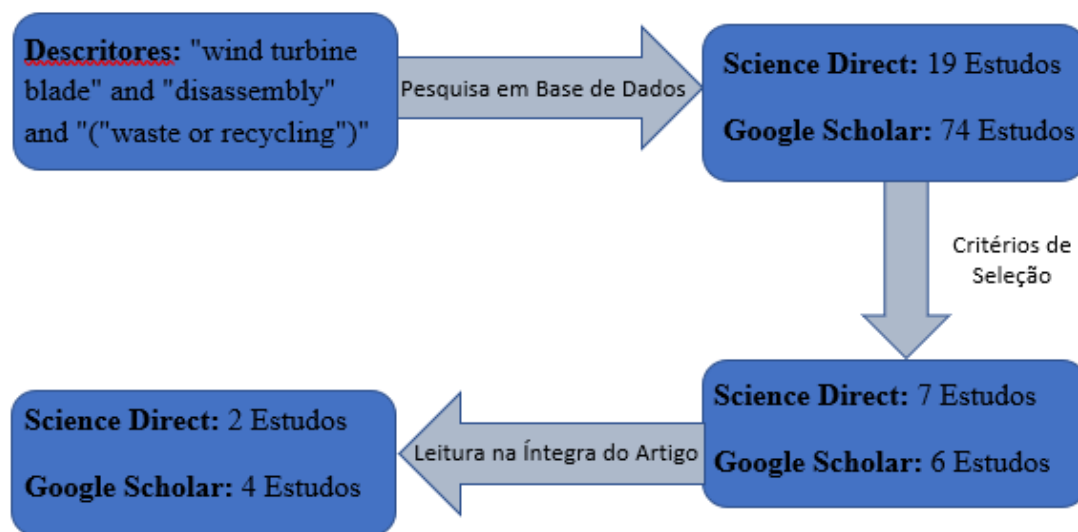 Descritores: "wind turbine
blade" and "disassembly"
and "("waste or recycling")"
Pesquisa em Base de Dados
Science Direct: 19 Estudos
Google Scholar: 74 Estudos
Critérios de
Seleção
Science Direct: 7 Estudos
Google Scholar: 6 Estudos
Leitura na Íntegra do Artigo
Science Direct: 2 Estudos
Google Scholar: 4 Estudos